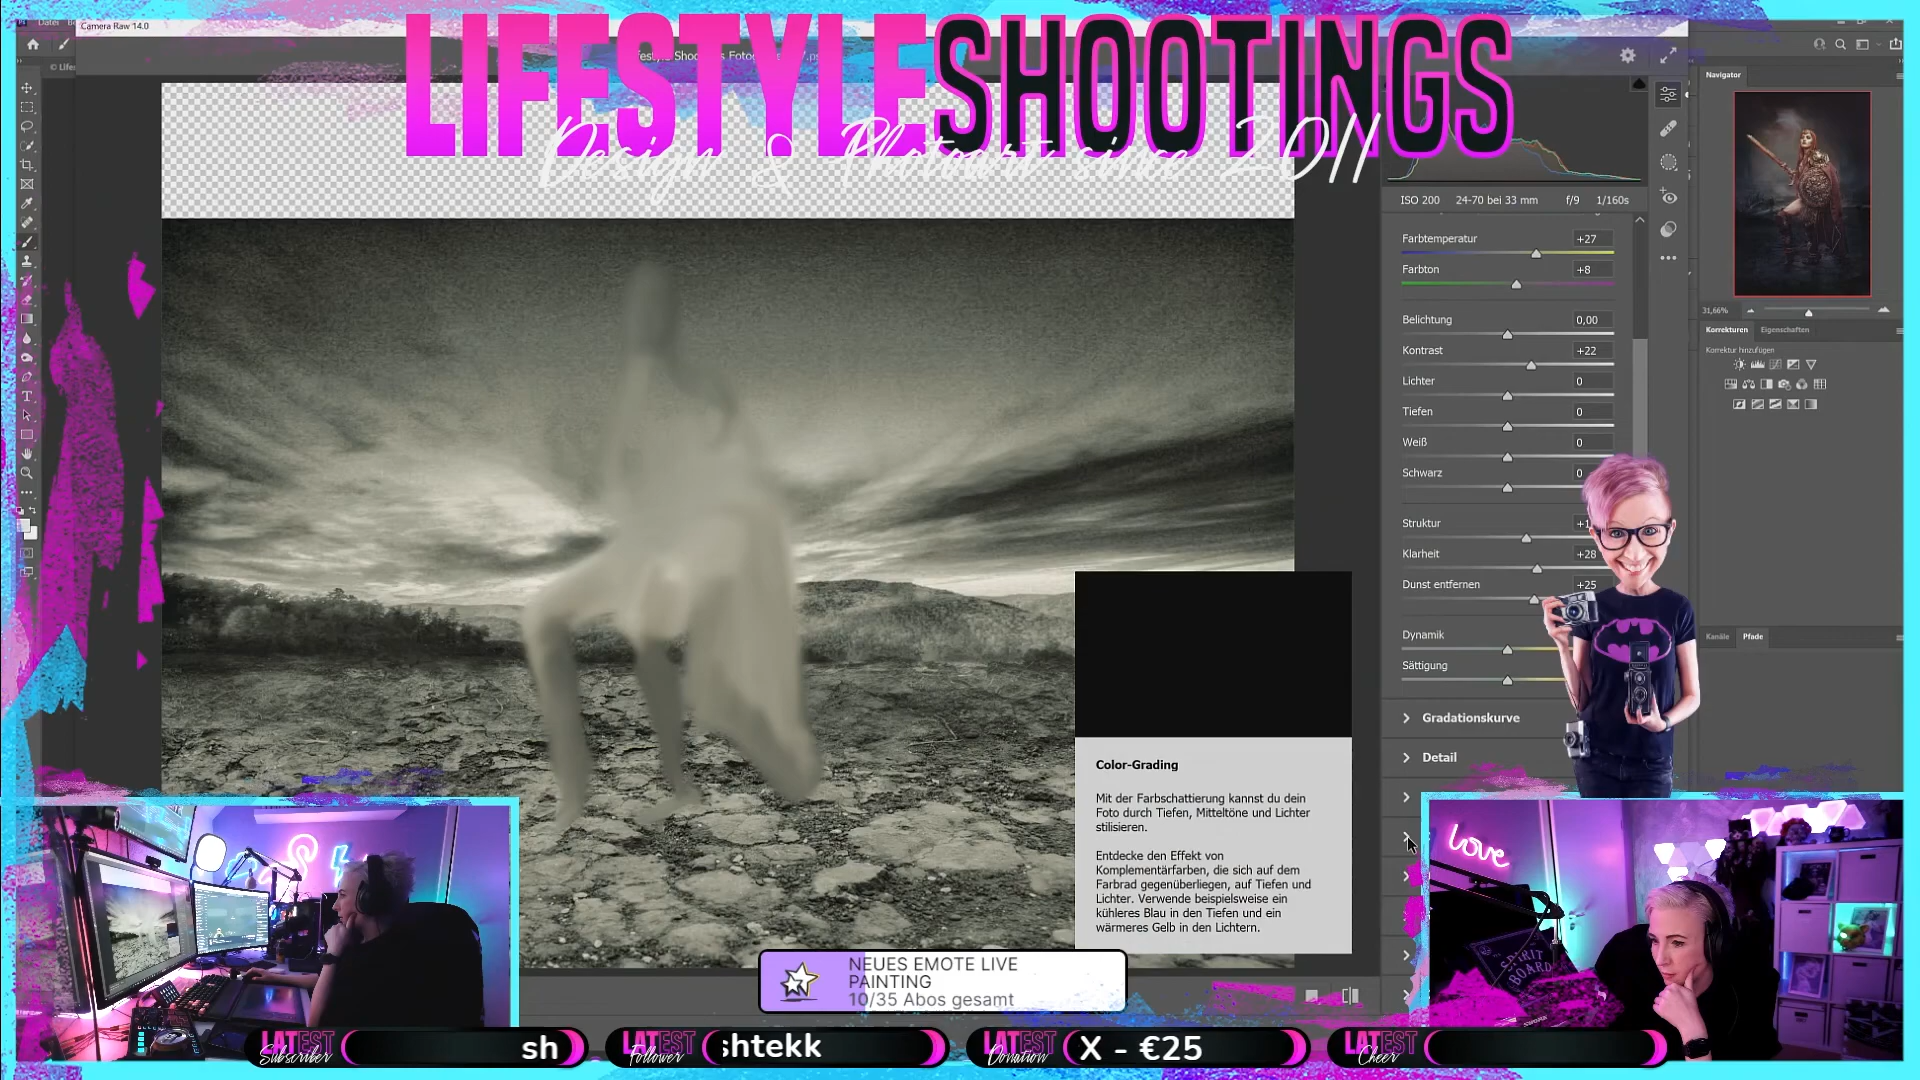 Camera Raw 14.0
LIFESTYLESHOOTINGS
Design & Photoart since 2011
ISO 200 24-70 bei 33 mm f/9 1/160s
Farbtemperatur +27
Farbton +8
Belichtung 0,00
Kontrast +22
Lichter 0
Tiefen 0
Weiß 0
Schwarz 0
Struktur
Klarheit +28
Dunst entfernen +25
Dynamik
Sättigung
Gradationskurve
Detail
Navigator
31,66%
Korrekturen Eigenschaften
Korrektur hinzufügen
Kanäle Pfade
Color-Grading
Mit der Farbschattierung kannst du dein
Foto durch Tiefen, Mitteltöne und Lichter
stilisieren.
Entdecke den Effekt von
Komplementärfarben, die sich auf dem
Farbrad gegenüberliegen, auf Tiefen und
Lichter. Verwende beispielsweise ein
kühleres Blau in den Tiefen und ein
wärmeres Gelb in den Lichtern.
love
SPIRIT
BOARD
NEUES EMOTE LIVE
PAINTING
10/35 Abos gesamt
LATEST
Subscriber
sh
LATEST
Follower
shtekk
LATEST
Donation
X - €25
LATEST
Cheer